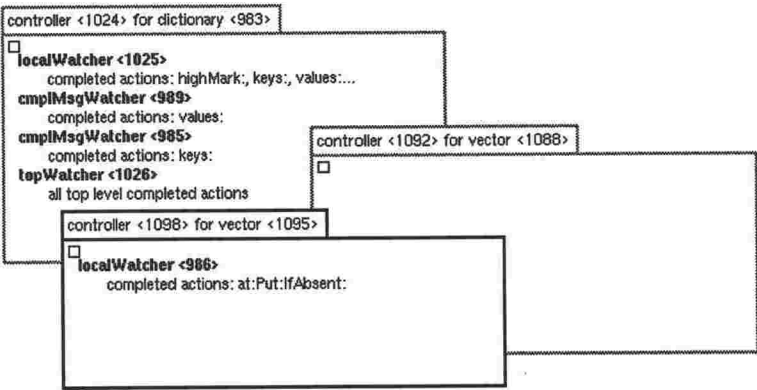 controller <1024> for dictionary <983>
localWatcher <1025>
completed actions: highMark:, keys:, values:...
cmplMsgWatcher <989>
completed actions: values:
cmplMsgWatcher <985>
completed actions: keys:
topWatcher <1026>
all top level completed actions
controller <1092> for vector <1088>
controller <1098> for vector <1095>
localWatcher <986>
completed actions: at:Put:IfAbsent: